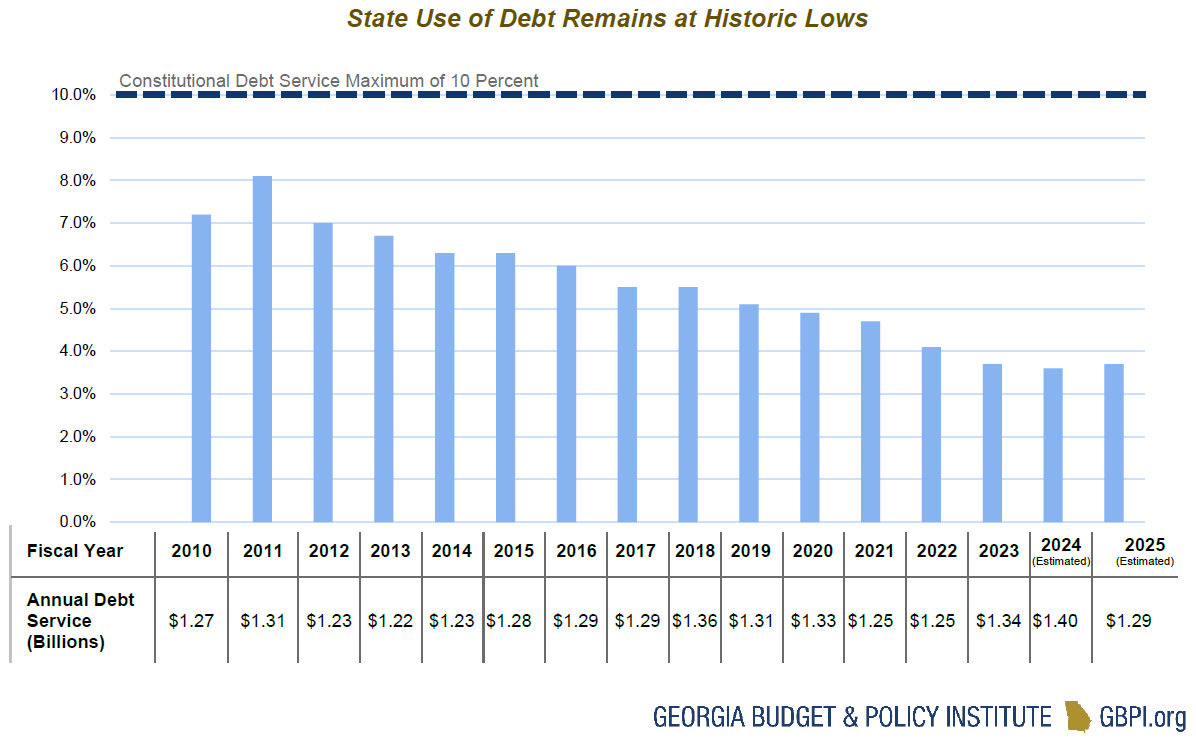 State Use of Debt Remains at Historic Lows
Constitutional Debt Service Maximum of 10 Percent
10.0%
9.0%
8.0%
7.0%
6.0%
5.0%
4.0%
3.0%
2.0%
1.0%
0.0%
Fiscal Year 2010 2011 2012 2013 2014 2015 2016 2017 2018 2019 2020 2021 2022 2023 2024 2025
(Estimated) (Estimated)
Annual Debt
Service $1.27 $1.31 $1.23 $1.22 $1.23 $1.28 $1.29 $1.29 $1.36 $1.31 $1.33 $1.25 $1.25 $1.34 $1.40 $1.29
(Billions)
GEORGIA BUDGET & POLICY INSTITUTE GBPI.org